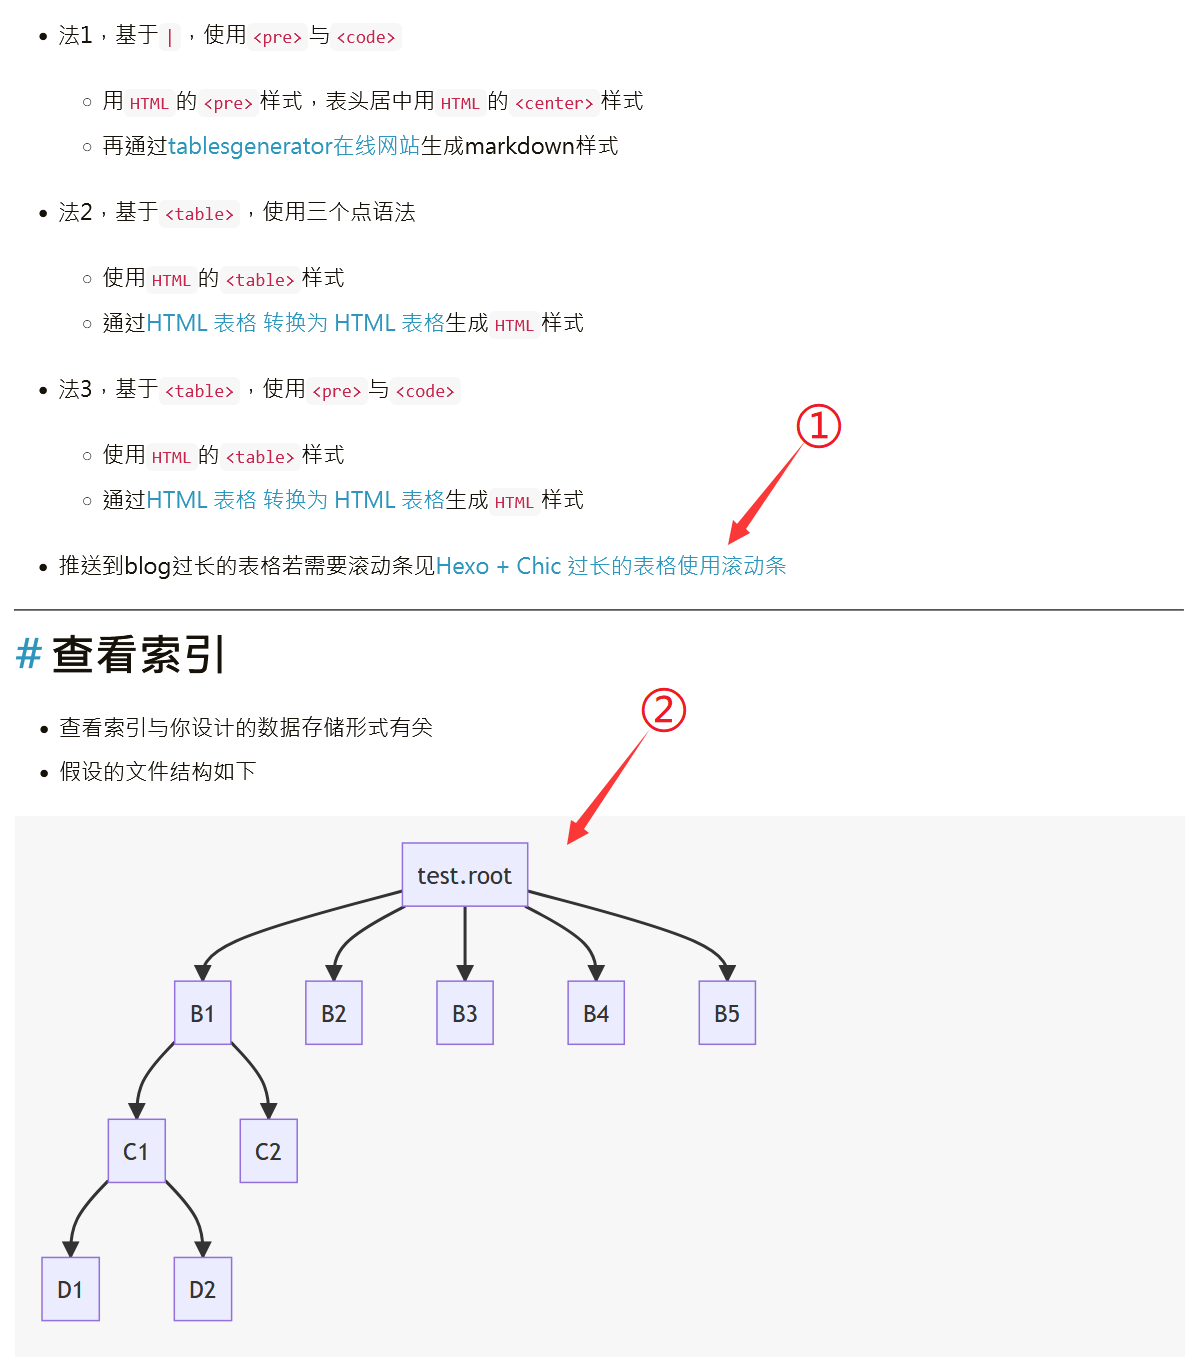 法1，基于 | ，使用 <pre> 与 <code>
用 HTML 的 <pre> 样式，表头居中用 HTML 的 <center> 样式
再通过tablesgenerator在线网站生成markdown样式
法2，基于 <table> ，使用三个点语法
使用 HTML 的 <table> 样式
通过HTML 表格 转换为 HTML 表格生成 HTML 样式
法3，基于 <table> ，使用 <pre> 与 <code>
使用 HTML 的 <table> 样式
通过HTML 表格 转换为 HTML 表格生成 HTML 样式
①
推送到blog过长的表格若需要滚动条见Hexo + Chic 过长的表格使用滚动条
# 查看索引
②
查看索引与你设计的数据存储形式有关
假设的文件结构如下
test.root
B1 B2 B3 B4 B5
C1 C2
D1 D2